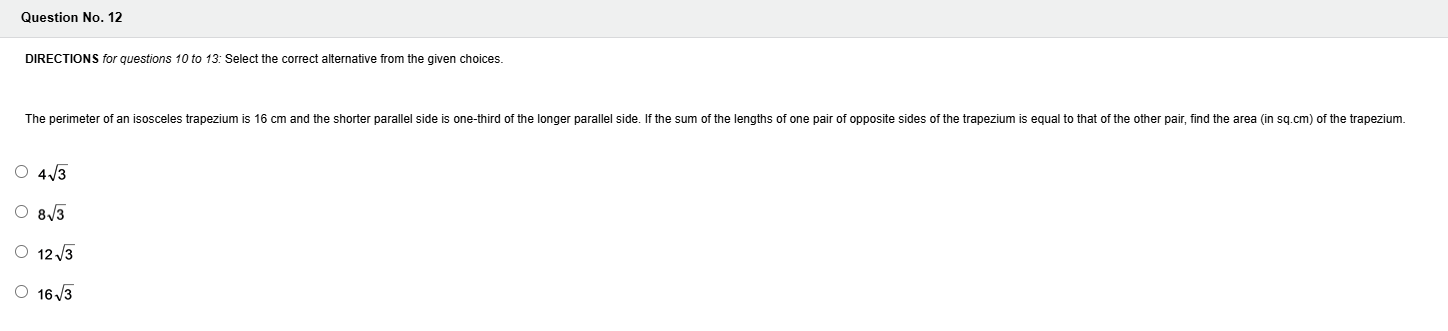 Question No. 12
DIRECTIONS for questions 10 to 13: Select the correct alternative from the given choices.
The perimeter of an isosceles trapezium is 16 cm and the shorter parallel side is one-third of the longer parallel side. If the sum of the lengths of one pair of opposite sides of the trapezium is equal to that of the other pair, find the area (in sq.cm) of the trapezium.
4√3
8√3
12√3
16√3